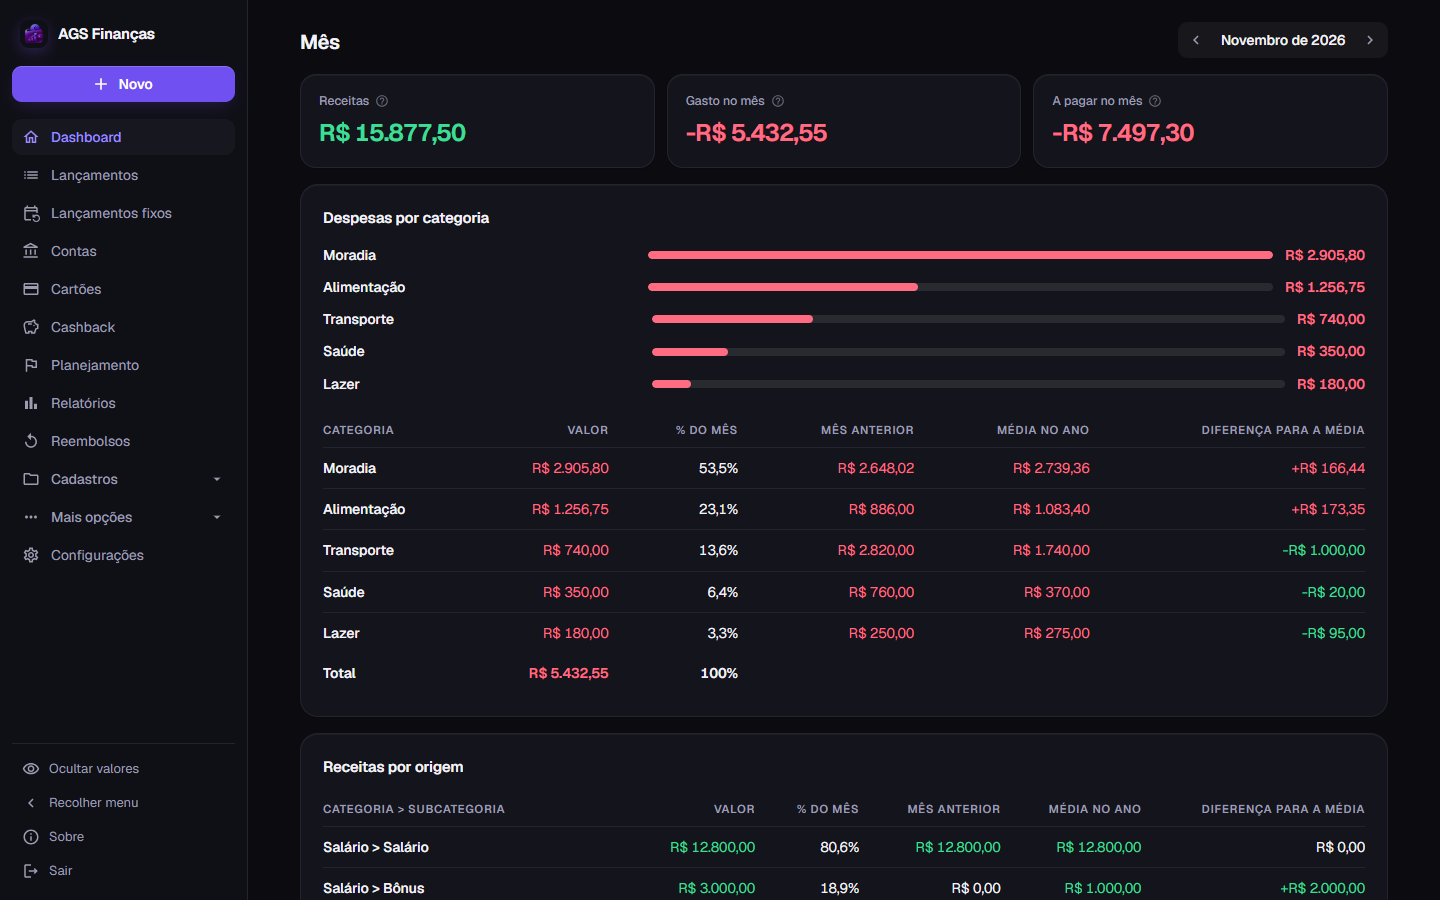 AGS Finanças
Novo
Dashboard
Lançamentos
Lançamentos fixos
Contas
Cartões
Cashback
Planejamento
Relatórios
Reembolsos
Cadastros
Mais opções
Configurações
Ocultar valores
Recolher menu
Sobre
Sair
Mês
Novembro de 2026
Receitas
R$ 15.877,50
Gasto no mês
-R$ 5.432,55
A pagar no mês
-R$ 7.497,30
Despesas por categoria
Moradia R$ 2.905,80
Alimentação R$ 1.256,75
Transporte R$ 740,00
Saúde R$ 350,00
Lazer R$ 180,00
CATEGORIA VALOR % DO MÊS MÊS ANTERIOR MÉDIA NO ANO DIFERENÇA PARA A MÉDIA
Moradia R$ 2.905,80 53,5% R$ 2.648,02 R$ 2.739,36 +R$ 166,44
Alimentação R$ 1.256,75 23,1% R$ 886,00 R$ 1.083,40 +R$ 173,35
Transporte R$ 740,00 13,6% R$ 2.820,00 R$ 1.740,00 -R$ 1.000,00
Saúde R$ 350,00 6,4% R$ 760,00 R$ 370,00 -R$ 20,00
Lazer R$ 180,00 3,3% R$ 250,00 R$ 275,00 -R$ 95,00
Total R$ 5.432,55 100%
Receitas por origem
CATEGORIA > SUBCATEGORIA VALOR % DO MÊS MÊS ANTERIOR MÉDIA NO ANO DIFERENÇA PARA A MÉDIA
Salário > Salário R$ 12.800,00 80,6% R$ 12.800,00 R$ 12.800,00 R$ 0,00
Salário > Bônus R$ 3.000,00 18,9% R$ 0,00 R$ 1.000,00 +R$ 2.000,00